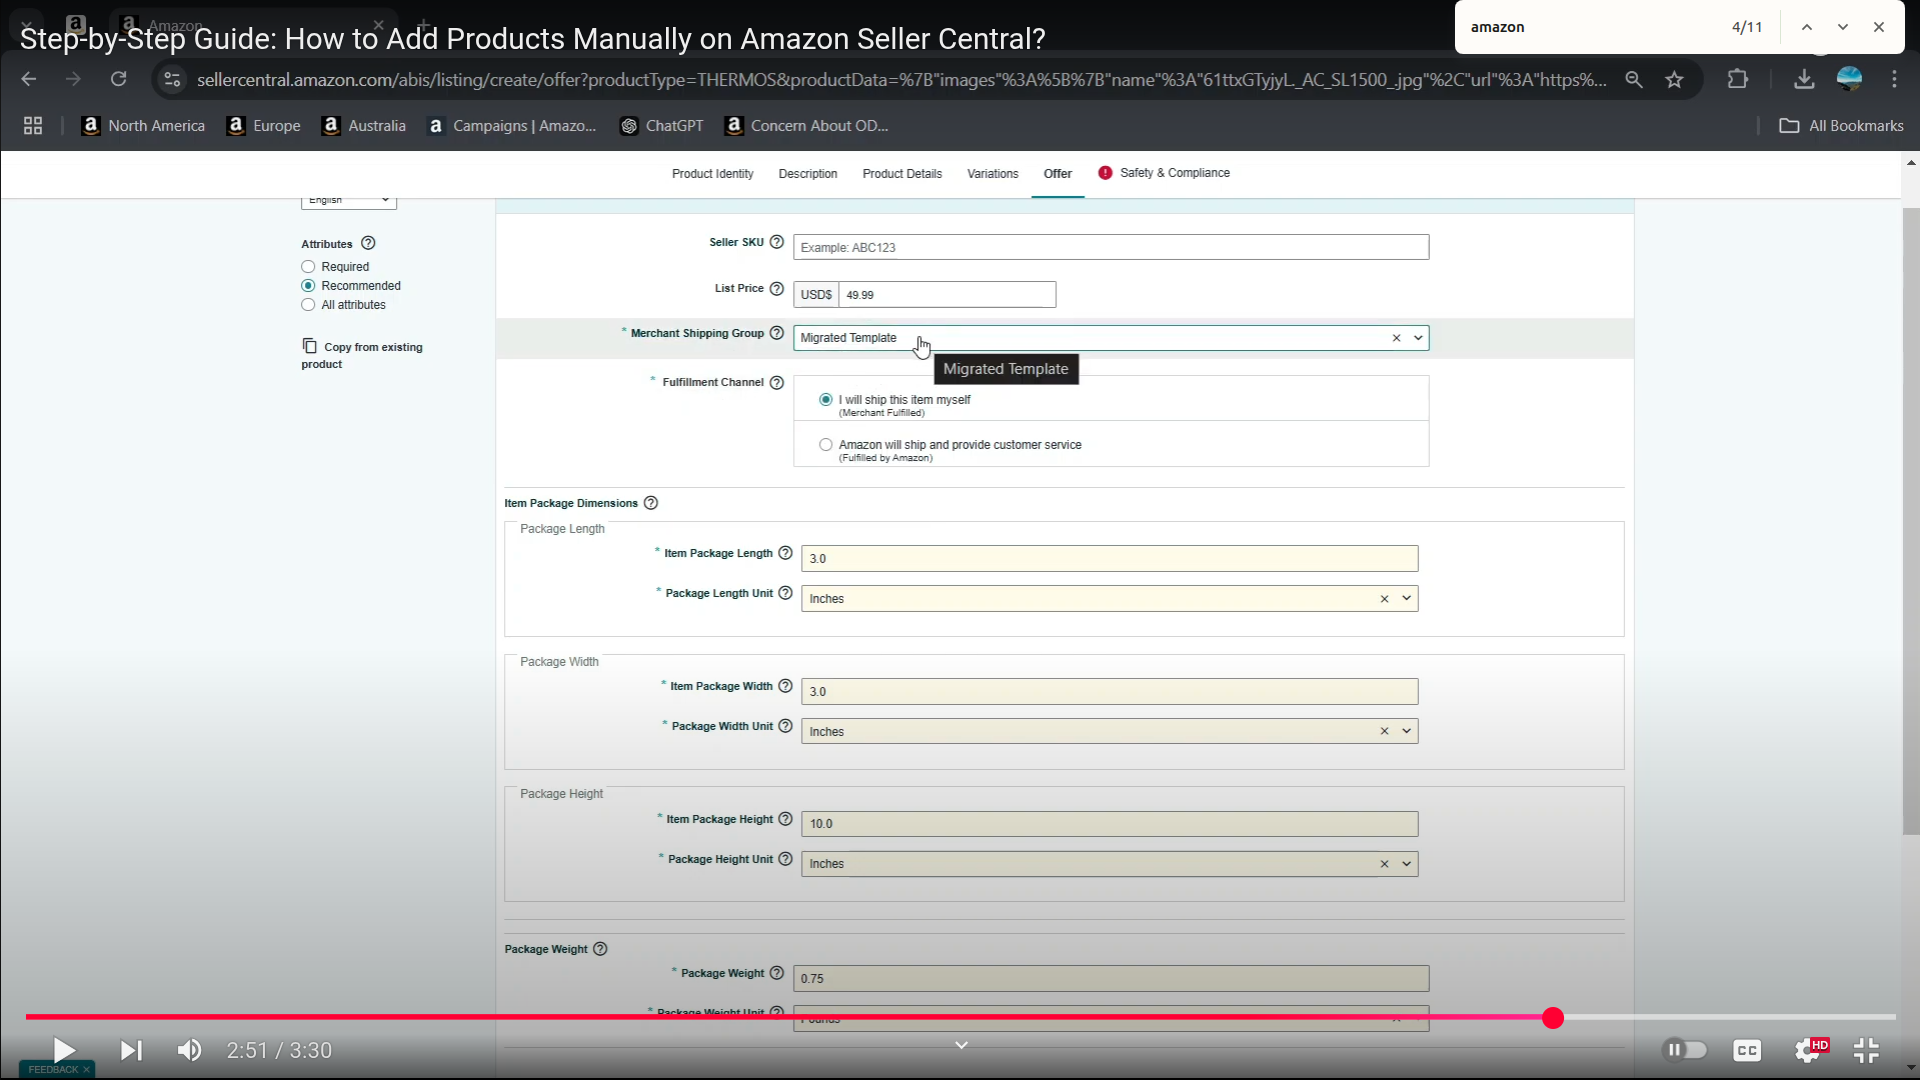 Amazon
Step-by-Step Guide: How to Add Products Manually on Amazon Seller Central?
amazon
4/11
sellercentral.amazon.com/abis/listing/create/offer?productType=THERMOS&productData=%7B"images"%3A%5B%7B"name"%3A"61ttxGTyjyL._AC_SL1500_.jpg"%2C"url"%3A"https%...
North America
Europe
Australia
Campaigns | Amazo...
ChatGPT
Concern About OD...
All Bookmarks
Product Identity
Description
Product Details
Variations
Offer
Safety & Compliance
English
Attributes
Required
Recommended
All attributes
Copy from existing
product
Seller SKU
Example: ABC123
List Price
USD$
49.99
* Merchant Shipping Group
Migrated Template
Migrated Template
* Fulfillment Channel
I will ship this item myself
(Merchant Fulfilled)
Amazon will ship and provide customer service
(Fulfilled by Amazon)
Item Package Dimensions
Package Length
* Item Package Length
3.0
* Package Length Unit
Inches
Package Width
* Item Package Width
3.0
* Package Width Unit
Inches
Package Height
* Item Package Height
10.0
* Package Height Unit
Inches
Package Weight
* Package Weight
0.75
* Package Weight Unit
Pounds
2:51 / 3:30
CC
HD
FEEDBACK